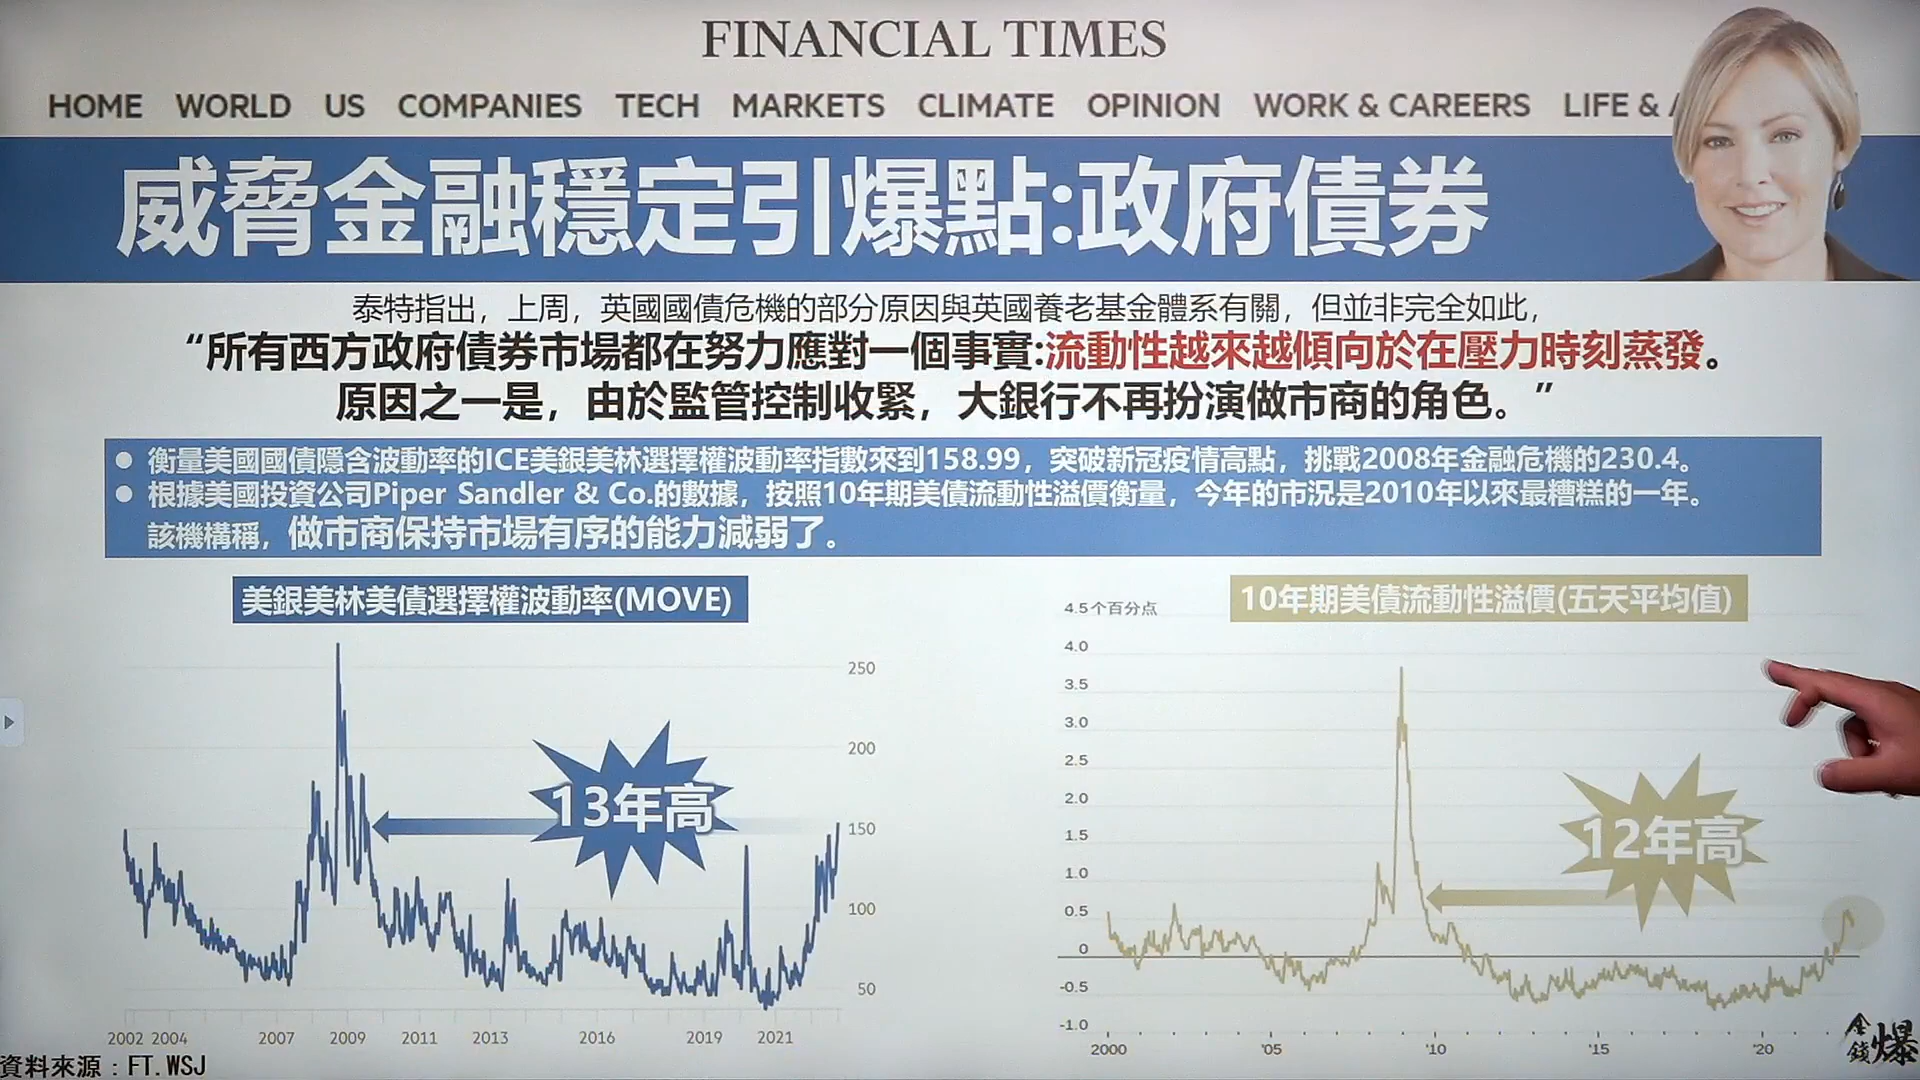 FINANCIAL TIMES
HOME WORLD US COMPANIES TECH MARKETS CLIMATE OPINION WORK & CAREERS LIFE &
威脅金融穩定引爆點:政府債券
泰特指出，上周，英國國債危機的部分原因與英國養老基金體系有關，但並非完全如此，
“所有西方政府債券市場都在努力應對一個事實:流動性越來越傾向於在壓力時刻蒸發。
原因之一是，由於監管控制收緊，大銀行不再扮演做市商的角色。”
● 衡量美國國債隱含波動率的ICE美銀美林選擇權波動率指數來到158.99，突破新冠疫情高點，挑戰2008年金融危機的230.4。
● 根據美國投資公司Piper Sandler & Co.的數據，按照10年期美債流動性溢價衡量，今年的市況是2010年以來最糟糕的一年。
該機構稱，做市商保持市場有序的能力減弱了。
美銀美林美債選擇權波動率(MOVE)
250
200
150
100
50
13年高
2002 2004 2007 2009 2011 2013 2016 2019 2021
10年期美債流動性溢價(五天平均值)
4.5个百分点
4.0
3.5
3.0
2.5
2.0
1.5
1.0
0.5
0
-0.5
-1.0
12年高
2000 '05 '10 '15 '20
資料來源：FT.WSJ
金錢爆